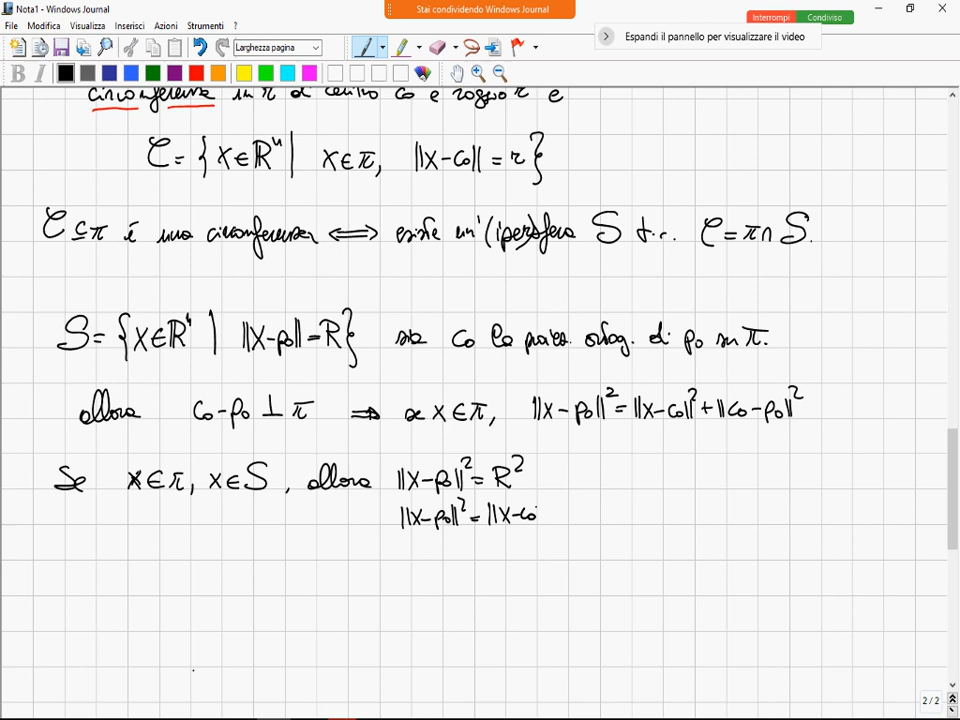 Nota1 - Windows Journal
Stai condividendo Windows Journal
Interrompi Condiviso
File Modifica Visualizza Inserisci Azioni Strumenti ?
Espandi il pannello per visualizzare il video
Larghezza pagina
B I
circonferenza in π di centro c₀ e raggio r è
C = { x ∈ ℝⁿ | x ∈ π, ||x-c₀|| = r }
C ⊆ π è una circonferenza ⟺ esiste un'(iper)sfera S t.c. C = π ∩ S.
S = { x ∈ ℝⁿ | ||x-p₀|| = R } sia c₀ la proiez. ortog. di p₀ su π.
allora c₀-p₀ ⊥ π ⇒ se x ∈ π, ||x-p₀||² = ||x-c₀||² + ||c₀-p₀||²
Se x ∈ π, x ∈ S, allora ||x-p₀||² = R²
||x-p₀||² = ||x-c₀
2 / 2